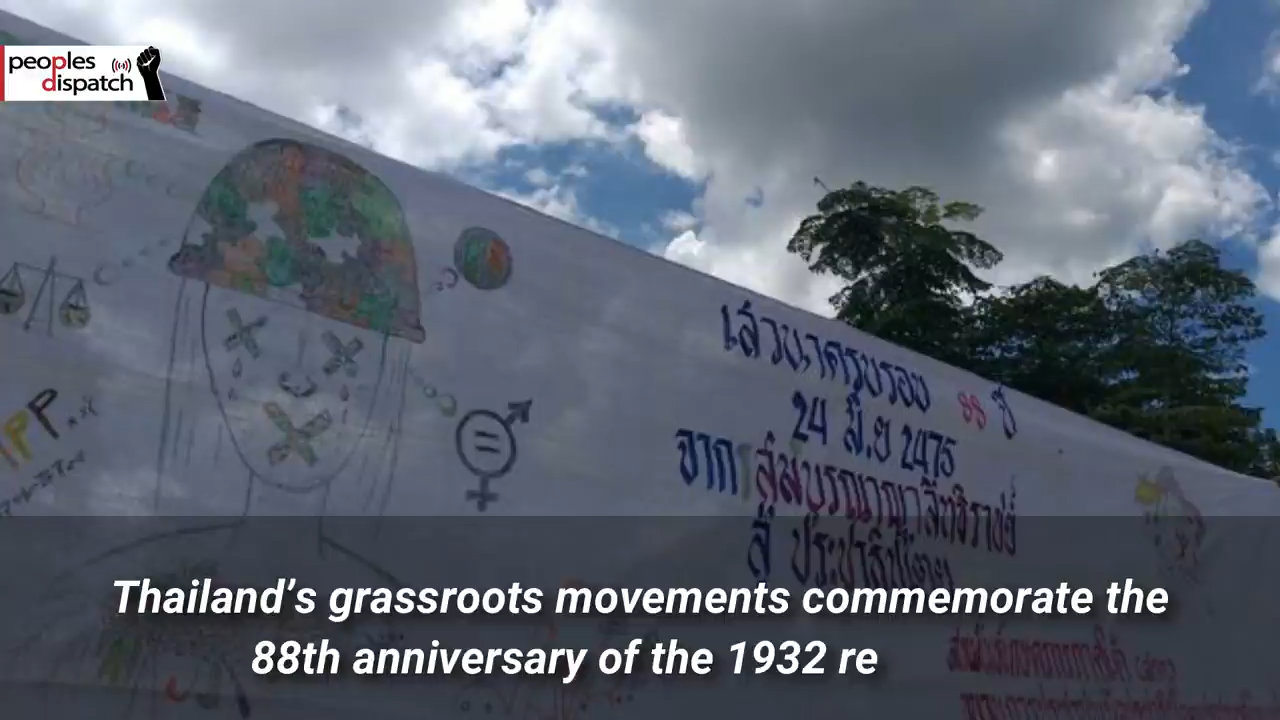 peoples
dispatch
เสวนาครบรอบ 88 ปี
24 มิ.ย 2475
จาก สมบูรณาญาสิทธิราชย์
สู่ ประชาธิปไตย
Thailand's grassroots movements commemorate the
88th anniversary of the 1932 re